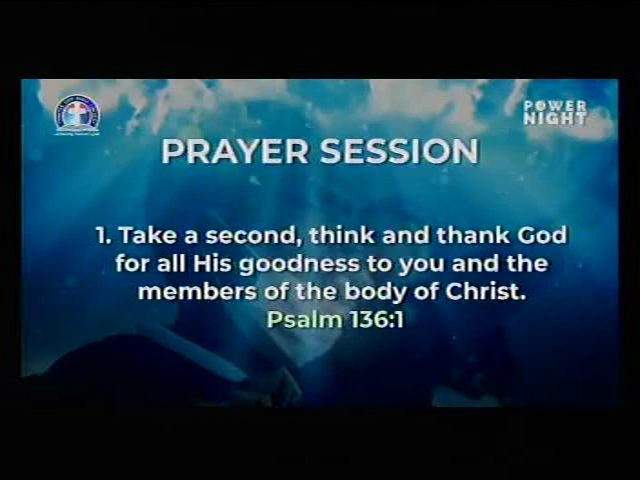 POWER
NIGHT
PRAYER SESSION
1. Take a second, think and thank God
for all His goodness to you and the
members of the body of Christ.
Psalm 136:1